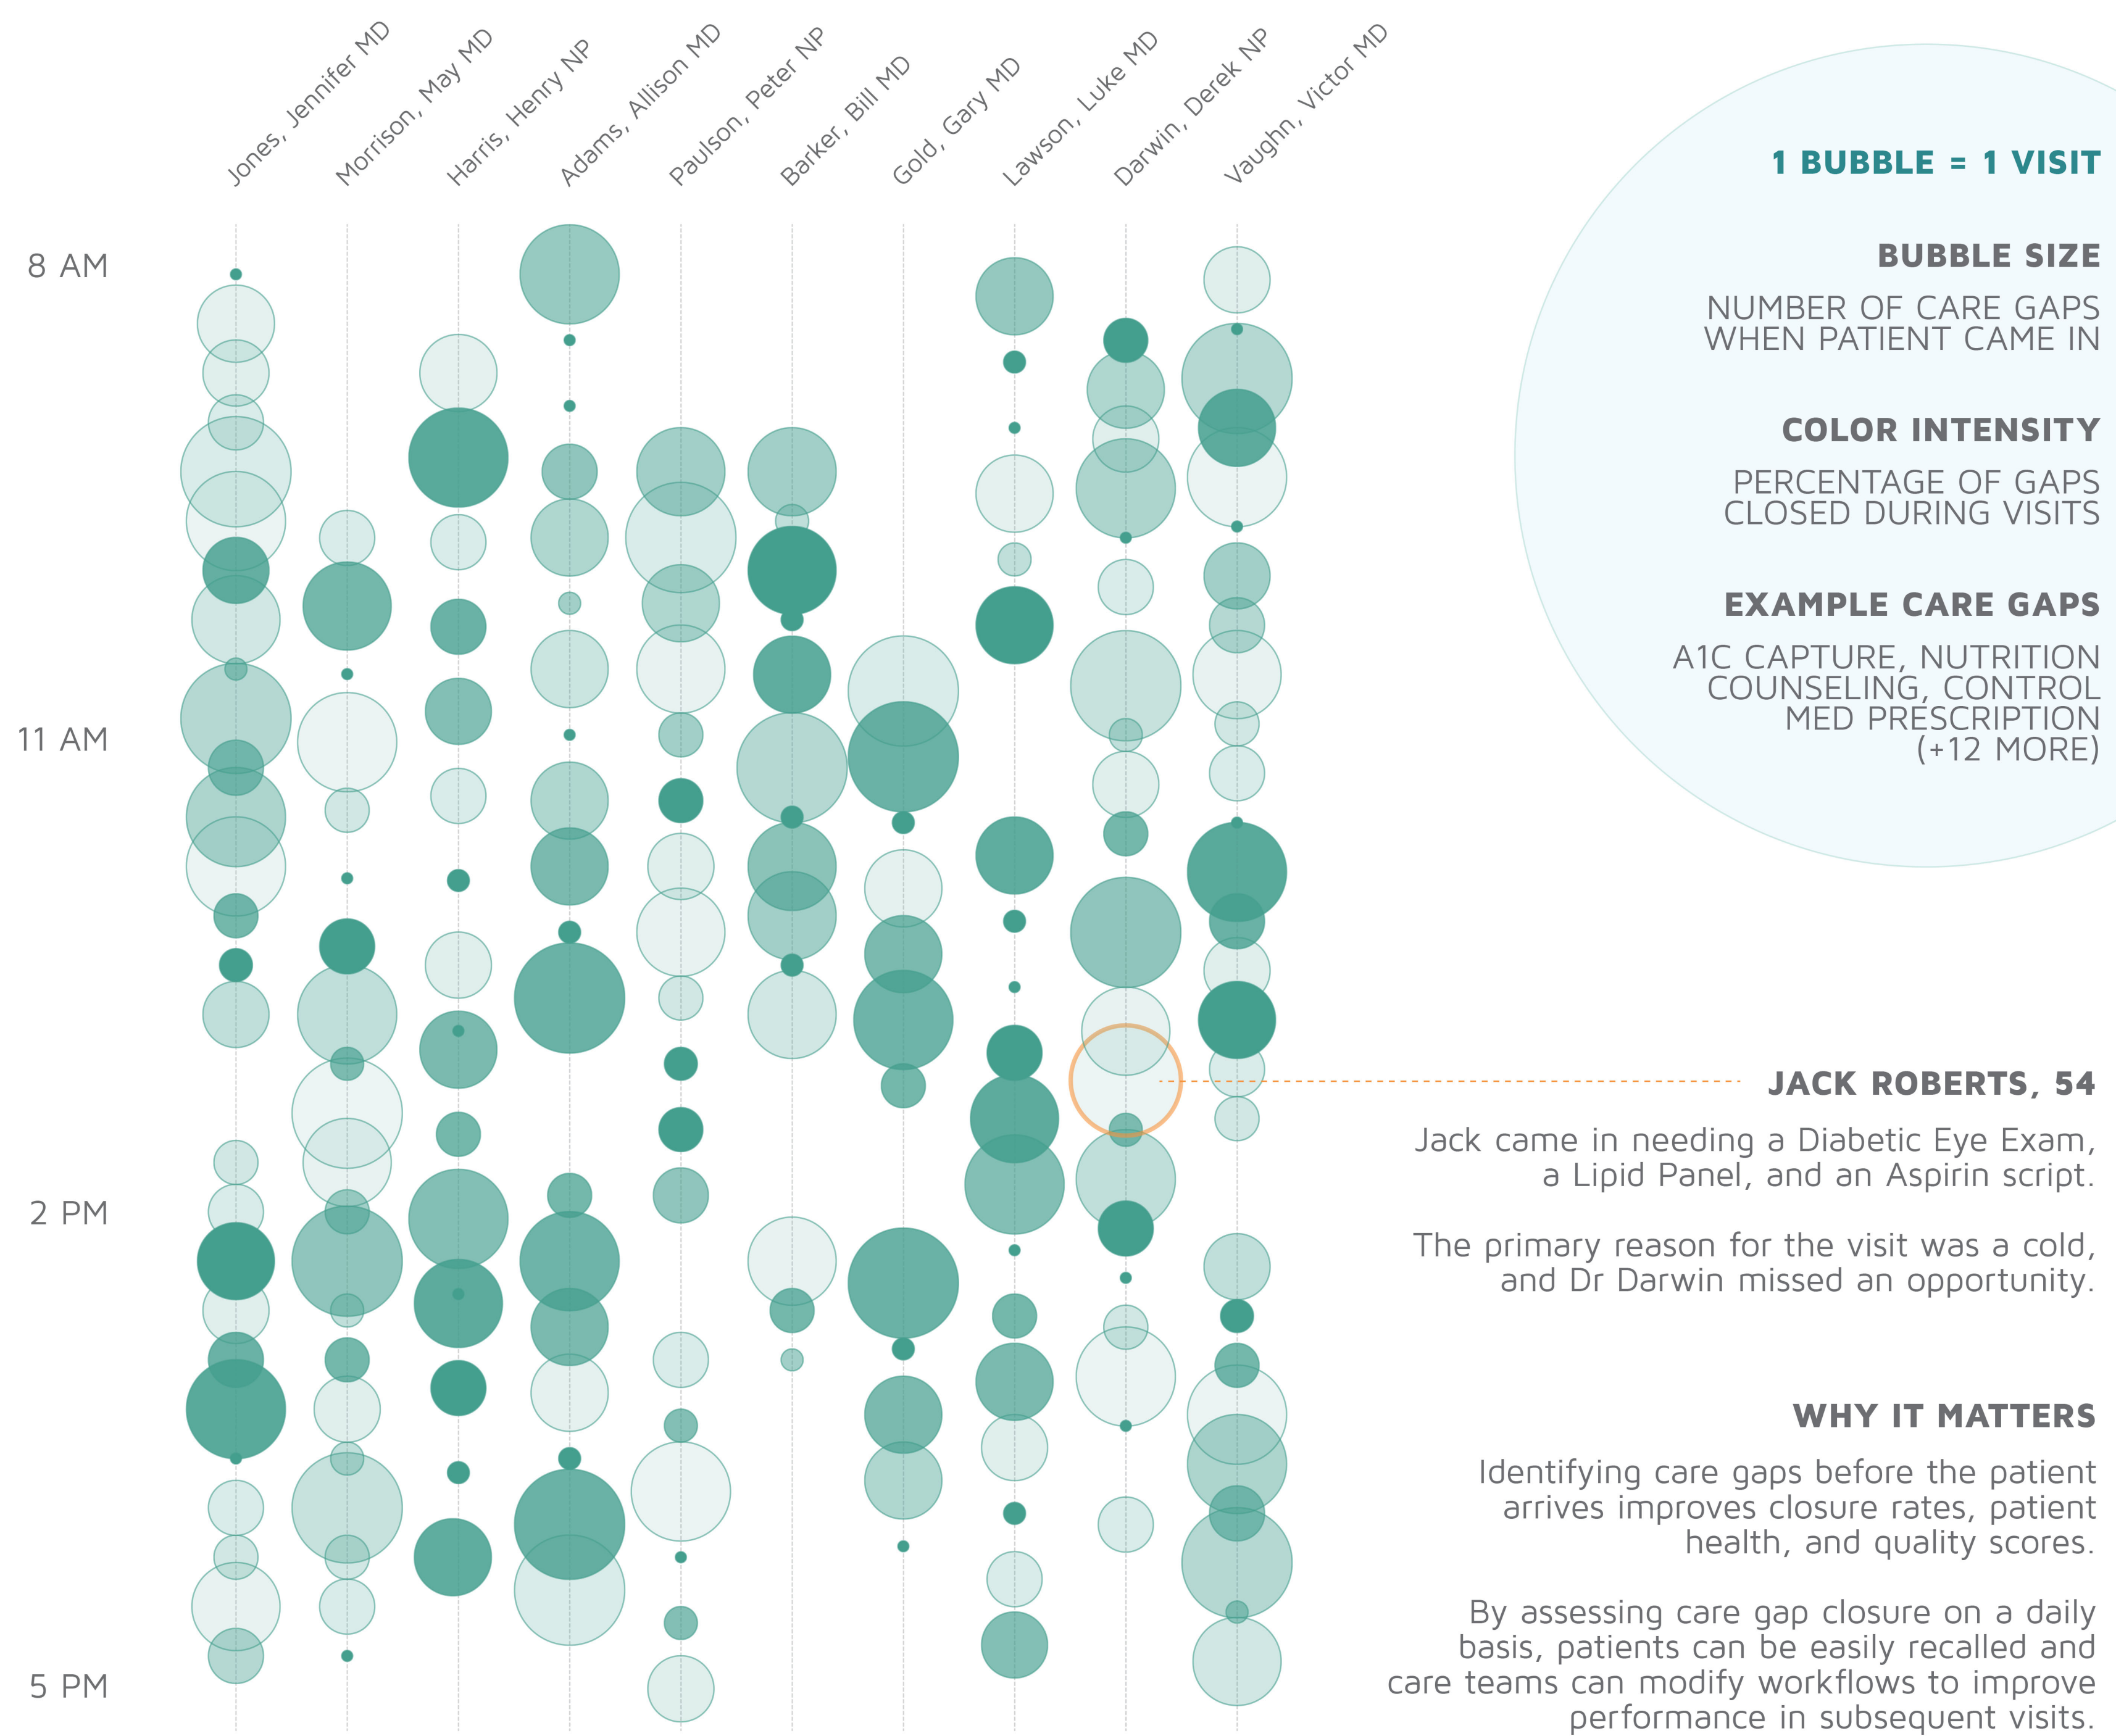 Jones, Jennifer MD
Morrison, May MD
Harris, Henry NP
Adams, Allison MD
Paulson, Peter NP
Barker, Bill MD
Gold, Gary MD
Lawson, Luke MD
Darwin, Derek NP
Vaughn, Victor MD
8 AM
11 AM
2 PM
5 PM
1 BUBBLE = 1 VISIT
BUBBLE SIZE
NUMBER OF CARE GAPS
WHEN PATIENT CAME IN
COLOR INTENSITY
PERCENTAGE OF GAPS
CLOSED DURING VISITS
EXAMPLE CARE GAPS
A1C CAPTURE, NUTRITION
COUNSELING, CONTROL
MED PRESCRIPTION
(+12 MORE)
JACK ROBERTS, 54
Jack came in needing a Diabetic Eye Exam,
a Lipid Panel, and an Aspirin script.
The primary reason for the visit was a cold,
and Dr Darwin missed an opportunity.
WHY IT MATTERS
Identifying care gaps before the patient
arrives improves closure rates, patient
health, and quality scores.
By assessing care gap closure on a daily
basis, patients can be easily recalled and
care teams can modify workflows to improve
performance in subsequent visits.